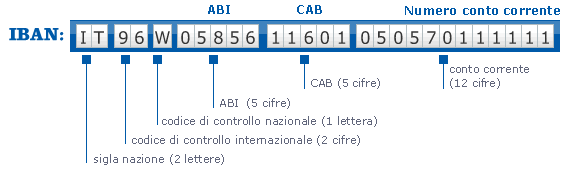 ABI CAB Numero conto corrente
IBAN: IT 96 W 05856 11601 050570111111
conto corrente
(12 cifre)
CAB (5 cifre)
ABI (5 cifre)
codice di controllo nazionale (1 lettera)
codice di controllo internazionale (2 cifre)
sigla nazione (2 lettere)